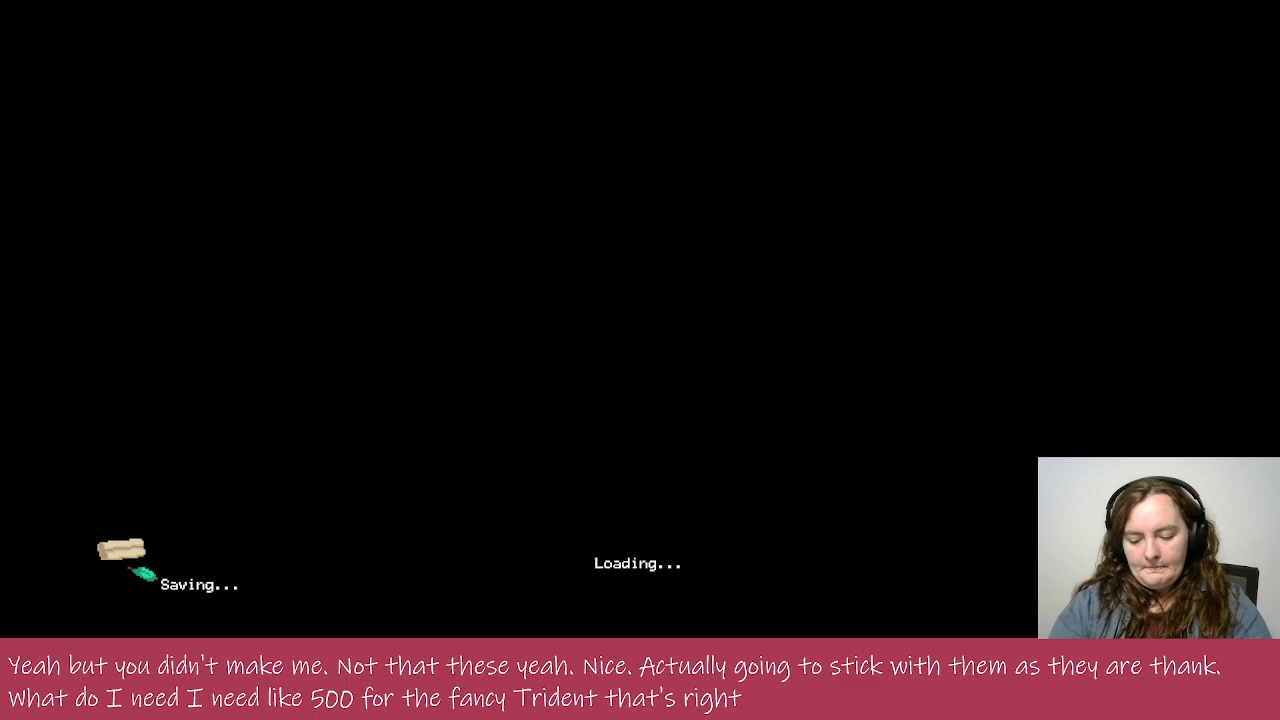 Loading...
Saving...
Yeah but you didn't make me. Not that these yeah. Nice. Actually going to stick with them as they are thank.
What do I need I need like 500 for the fancy Trident that's right